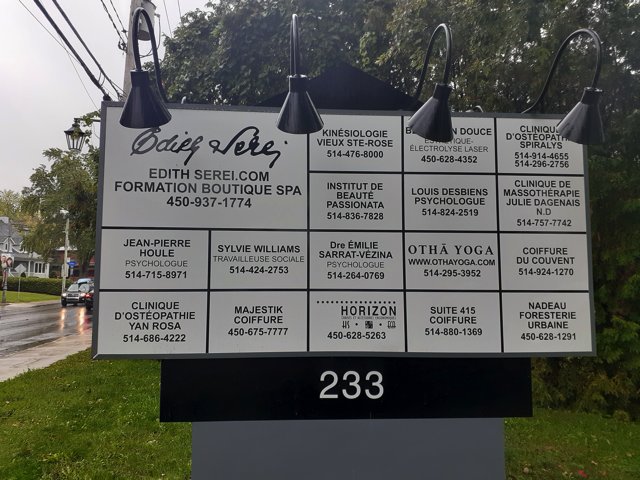 Edith Serei
EDITH SEREI.COM
FORMATION BOUTIQUE SPA
450-937-1774
KINÉSIOLOGIE
VIEUX STE-ROSE
514-476-8000
DOUCE
ESTHÉTIQUE-
ÉLECTROLYSE LASER
450-628-4352
CLINIQUE
D'OSTÉOPATHIE
SPIRALYS
514-914-4655
514-296-2756
INSTITUT DE
BEAUTÉ
PASSIONATA
514-836-7828
LOUIS DESBIENS
PSYCHOLOGUE
514-824-2519
CLINIQUE DE
MASSOTHÉRAPIE
JULIE DAGENAIS
N.D
514-757-7742
JEAN-PIERRE
HOULE
PSYCHOLOGUE
514-715-8971
SYLVIE WILLIAMS
TRAVAILLEUSE SOCIALE
514-424-2753
Dre ÉMILIE
SARRAT-VÉZINA
PSYCHOLOGUE
514-264-0769
OTHĀ YOGA
WWW.OTHAYOGA.COM
514-295-3952
COIFFURE
DU COUVENT
514-924-1270
CLINIQUE
D'OSTÉOPATHIE
YAN ROSA
514-686-4222
MAJESTIK
COIFFURE
450-675-7777
HORIZON
450-628-5263
SUITE 415
COIFFURE
514-880-1369
NADEAU
FORESTERIE
URBAINE
450-628-1291
233